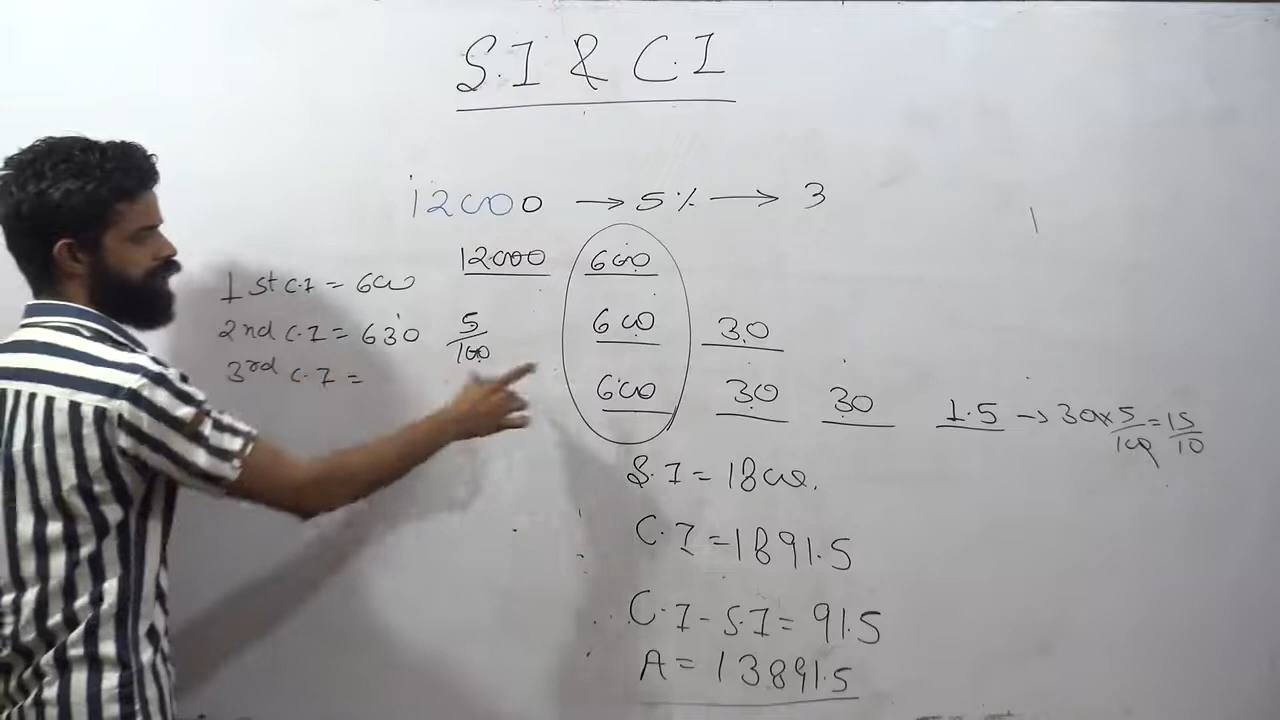 S.I & C.I
12000 → 5% → 3
12000 600
1st C.I = 600
600 30
2nd C.I = 630 5/100
3rd C.I =
600 30 30 1.5 → 30×5/100 = 15/10
S.I = 1800.
C.I = 1891.5
C.I - S.I = 91.5
A = 13891.5